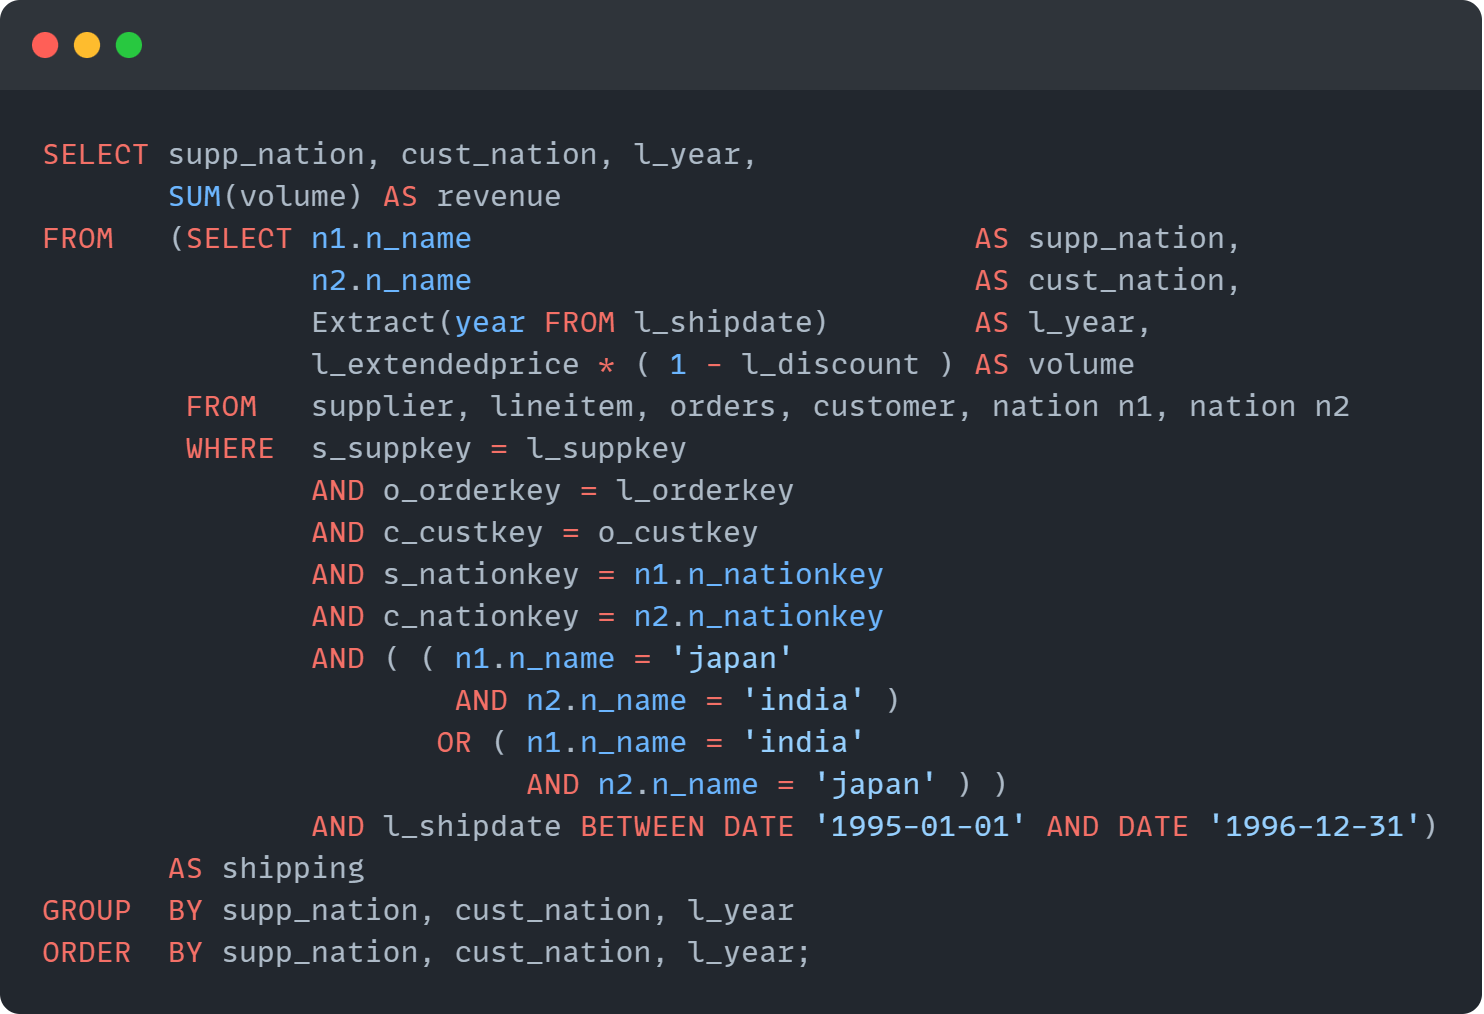 SELECT supp_nation, cust_nation, l_year,
       SUM(volume) AS revenue
FROM   (SELECT n1.n_name                            AS supp_nation,
               n2.n_name                            AS cust_nation,
               Extract(year FROM l_shipdate)        AS l_year,
               l_extendedprice * ( 1 - l_discount ) AS volume
        FROM   supplier, lineitem, orders, customer, nation n1, nation n2
        WHERE  s_suppkey = l_suppkey
               AND o_orderkey = l_orderkey
               AND c_custkey = o_custkey
               AND s_nationkey = n1.n_nationkey
               AND c_nationkey = n2.n_nationkey
               AND ( ( n1.n_name = 'japan'
                       AND n2.n_name = 'india' )
                      OR ( n1.n_name = 'india'
                           AND n2.n_name = 'japan' ) )
               AND l_shipdate BETWEEN DATE '1995-01-01' AND DATE '1996-12-31')
       AS shipping
GROUP  BY supp_nation, cust_nation, l_year
ORDER  BY supp_nation, cust_nation, l_year;